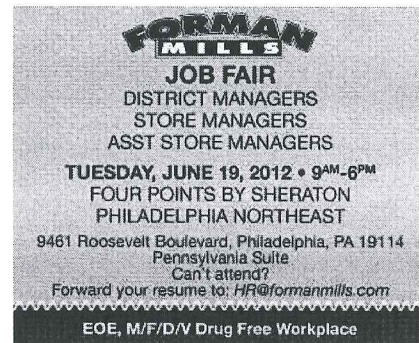 FORMAN
MILLS
JOB FAIR
DISTRICT MANAGERS
STORE MANAGERS
ASST STORE MANAGERS
TUESDAY, JUNE 19, 2012 • 9AM-6PM
FOUR POINTS BY SHERATON
PHILADELPHIA NORTHEAST
9461 Roosevelt Boulevard, Philadelphia, PA 19114
Pennsylvania Suite
Can't attend?
Forward your resume to: HR@formanmills.com
EOE, M/F/D/V Drug Free Workplace